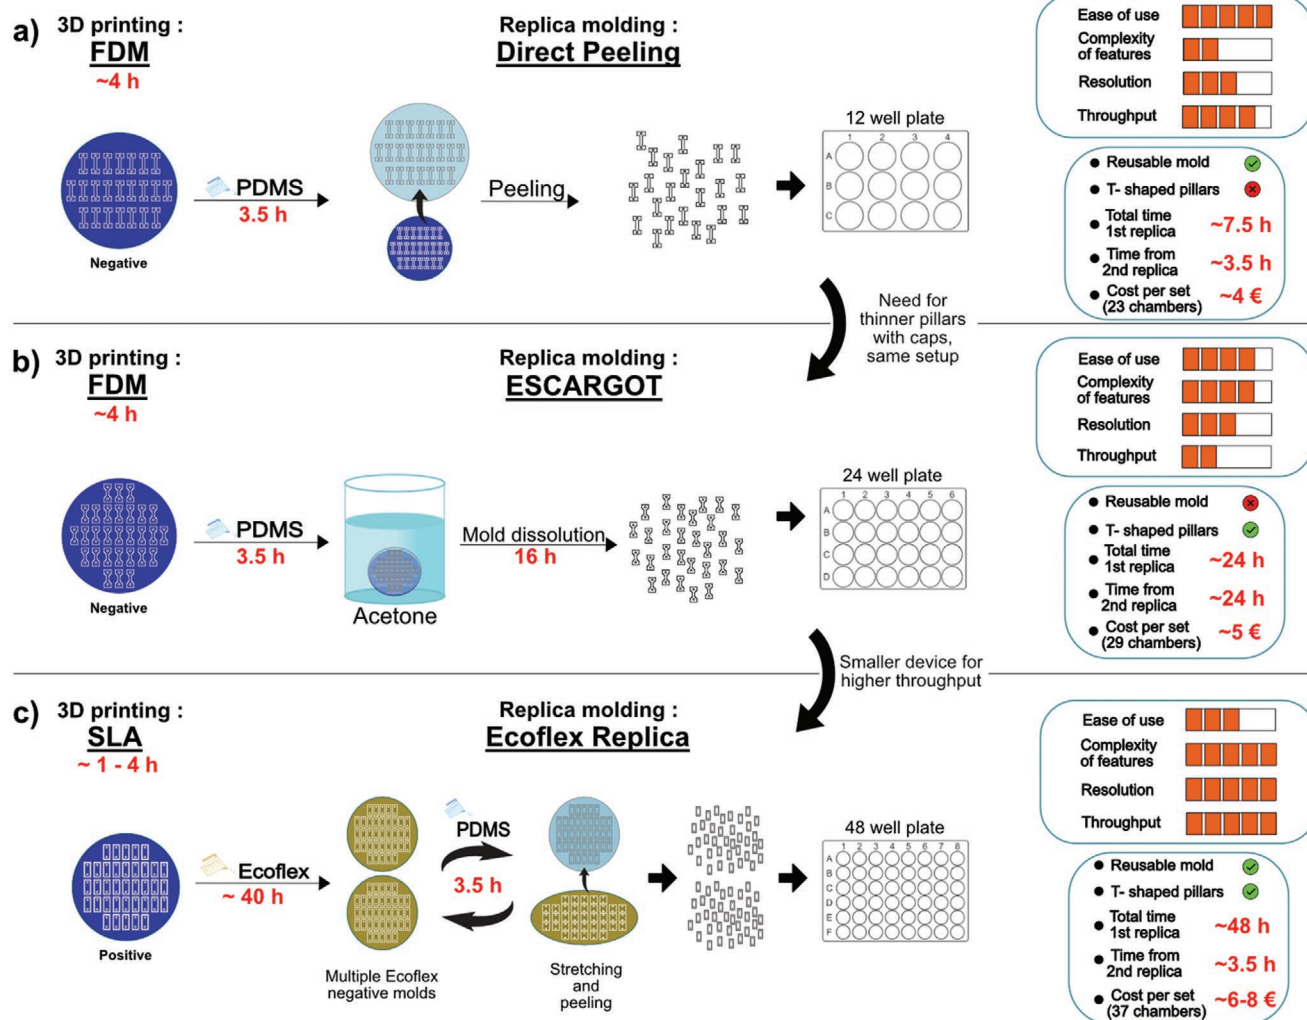 a)
3D printing :
FDM
~4 h
Negative
PDMS
3.5 h
Replica molding :
Direct Peeling
Peeling
12 well plate
1 2 3 4
A
B
C
Ease of use
Complexity
of features
Resolution
Throughput
Reusable mold
T- shaped pillars
Total time
1st replica
~7.5 h
Time from
2nd replica
~3.5 h
Cost per set
(23 chambers)
~4 €
Need for
thinner pillars
with caps,
same setup
b)
3D printing :
FDM
~4 h
Negative
PDMS
3.5 h
Replica molding :
ESCARGOT
Acetone
Mold dissolution
16 h
24 well plate
1 2 3 4 5 6
A
B
C
D
Ease of use
Complexity
of features
Resolution
Throughput
Reusable mold
T- shaped pillars
Total time
1st replica
~24 h
Time from
2nd replica
~24 h
Cost per set
(29 chambers)
~5 €
Smaller device for
higher throughput
c)
3D printing :
SLA
~ 1 - 4 h
Positive
Ecoflex
~ 40 h
Replica molding :
Ecoflex Replica
Multiple Ecoflex
negative molds
PDMS
3.5 h
Stretching
and
peeling
48 well plate
1 2 3 4 5 6 7 8
A
B
C
D
E
F
Ease of use
Complexity
of features
Resolution
Throughput
Reusable mold
T- shaped pillars
Total time
1st replica
~48 h
Time from
2nd replica
~3.5 h
Cost per set
(37 chambers)
~6-8 €